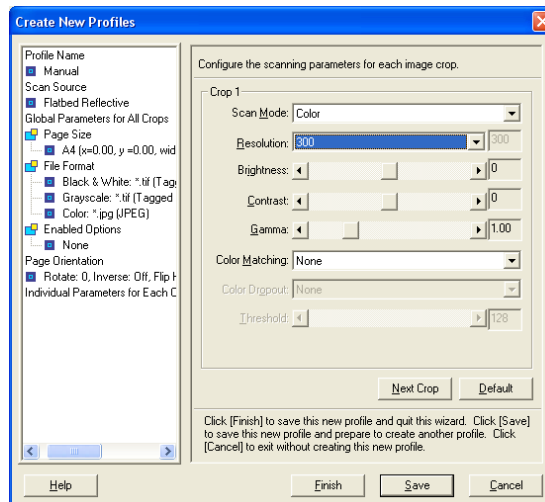 Create New Profiles
Profile Name
Manual
Scan Source
Flatbed Reflective
Global Parameters for All Crops
Page Size
A4 (x=0.00, y =0.00, wid
File Format
Black & White: *.tif (Tagg
Grayscale: *.tif (Tagged
Color: *.jpg (JPEG)
Enabled Options
None
Page Orientation
Rotate: 0, Inverse: Off, Flip H
Individual Parameters for Each C
Configure the scanning parameters for each image crop.
Crop 1
Scan Mode: Color
Resolution: 300 300
Brightness: 0
Contrast: 0
Gamma: 1.00
Color Matching: None
Color Dropout: None
Threshold: 128
Next Crop Default
Click [Finish] to save this new profile and quit this wizard. Click [Save]
to save this new profile and prepare to create another profile. Click
[Cancel] to exit without creating this new profile.
Help Finish Save Cancel